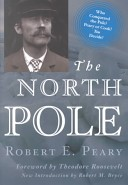 Who
Conquered
the Pole?
Peary or Cook?
You
Decide!
The
NORTH
POLE
ROBERT E. PEARY
Foreword by Theodore Roosevelt
New Introduction by Robert M. Bryce